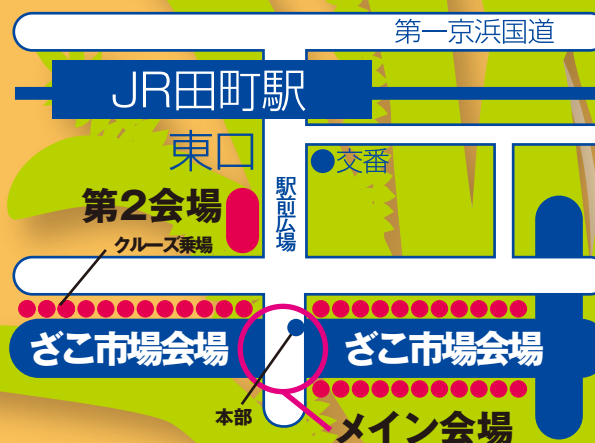 第一京浜国道
JR田町駅
東口
交番
駅前広場
第2会場
クルーズ乗場
ざこ市場会場
ざこ市場会場
本部
メイン会場